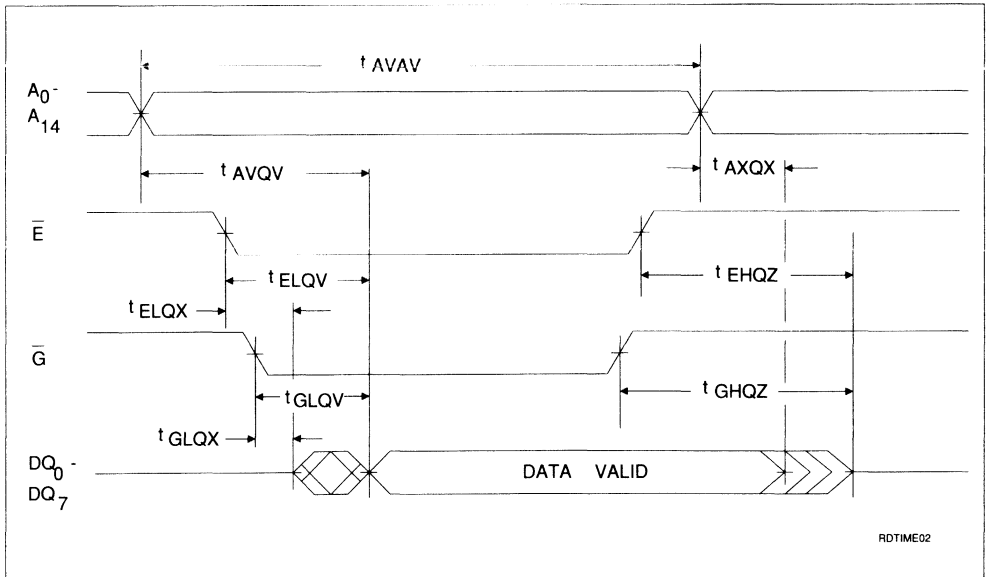 t AVAV
A0-
A14
t AVQV
t AXQX
E
t ELQV
t EHQZ
t ELQX
G
t GLQV
t GHQZ
t GLQX
DQ0 -
DQ7
DATA VALID
RDTIME02